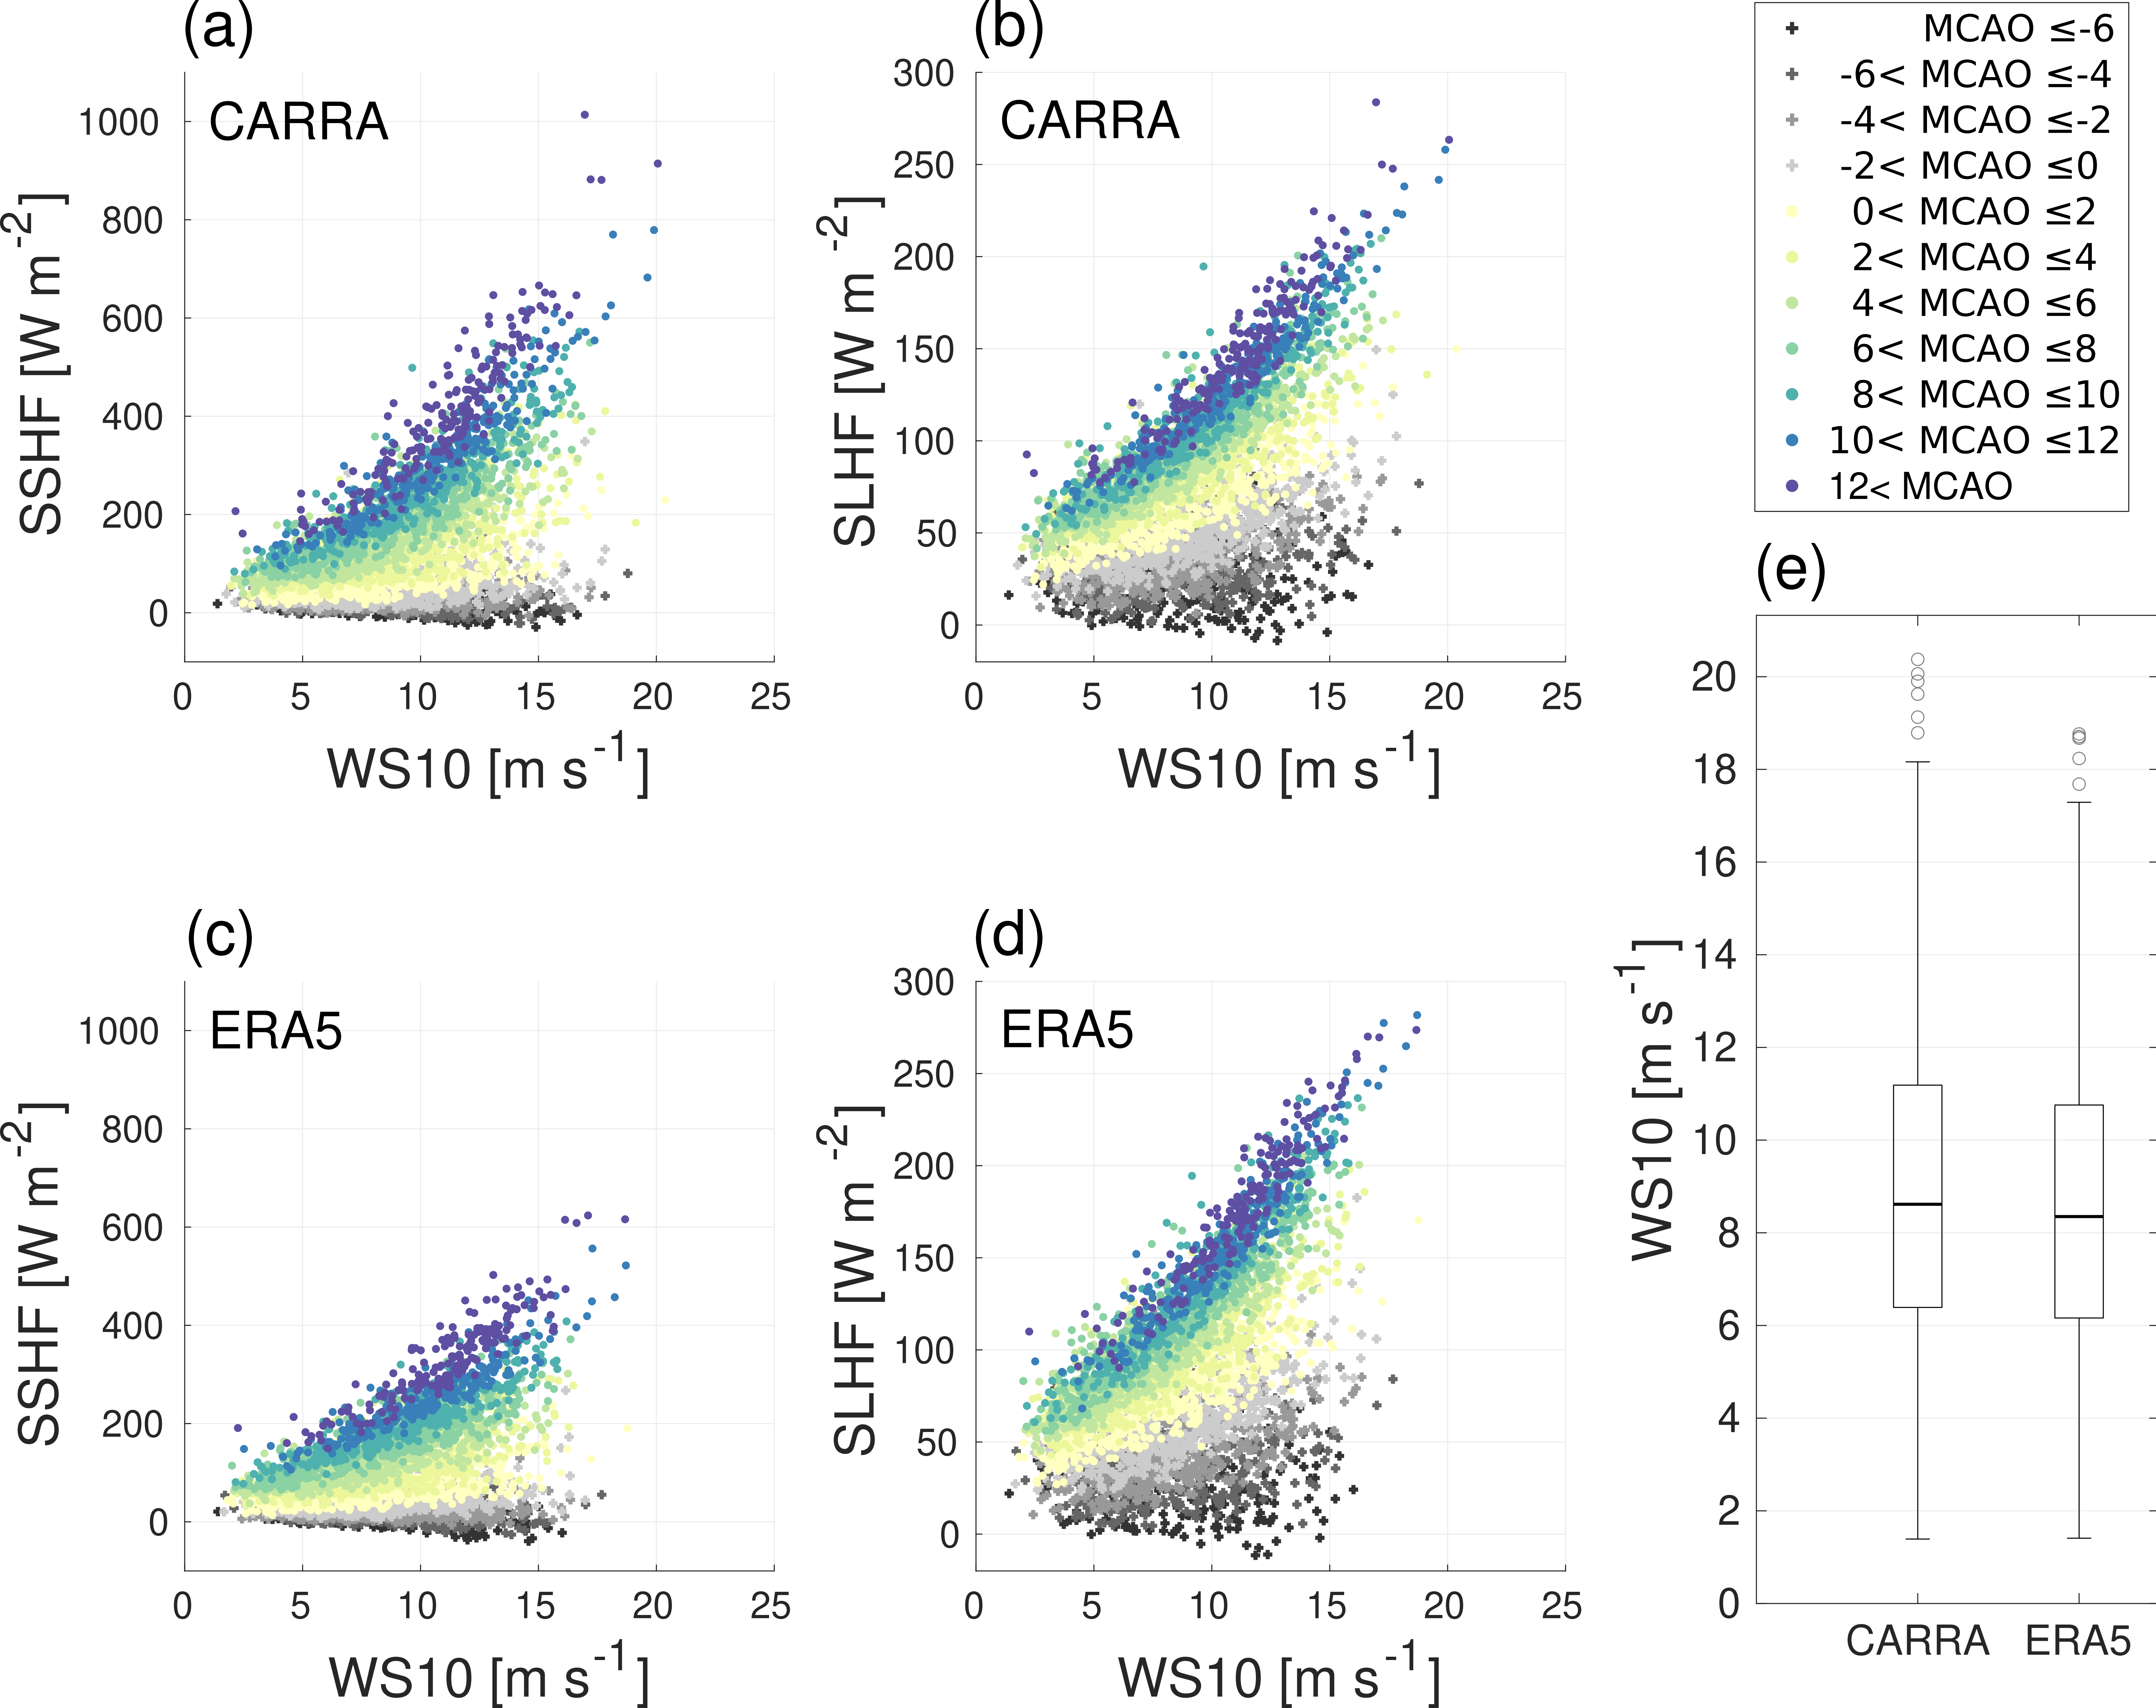 (a)
CARRA
SSHF [W m-2]
1000
800
600
400
200
0
0 5 10 15 20 25
WS10 [m s-1]
(b)
CARRA
SLHF [W m-2]
300
250
200
150
100
50
0
0 5 10 15 20 25
WS10 [m s-1]
MCAO ≤-6
-6< MCAO ≤-4
-4< MCAO ≤-2
-2< MCAO ≤0
0< MCAO ≤2
2< MCAO ≤4
4< MCAO ≤6
6< MCAO ≤8
8< MCAO ≤10
10< MCAO ≤12
12< MCAO
(c)
ERA5
SSHF [W m-2]
1000
800
600
400
200
0
0 5 10 15 20 25
WS10 [m s-1]
(d)
ERA5
SLHF [W m-2]
300
250
200
150
100
50
0
0 5 10 15 20 25
WS10 [m s-1]
(e)
WS10 [m s-1]
20
18
16
14
12
10
8
6
4
2
0
CARRA ERA5